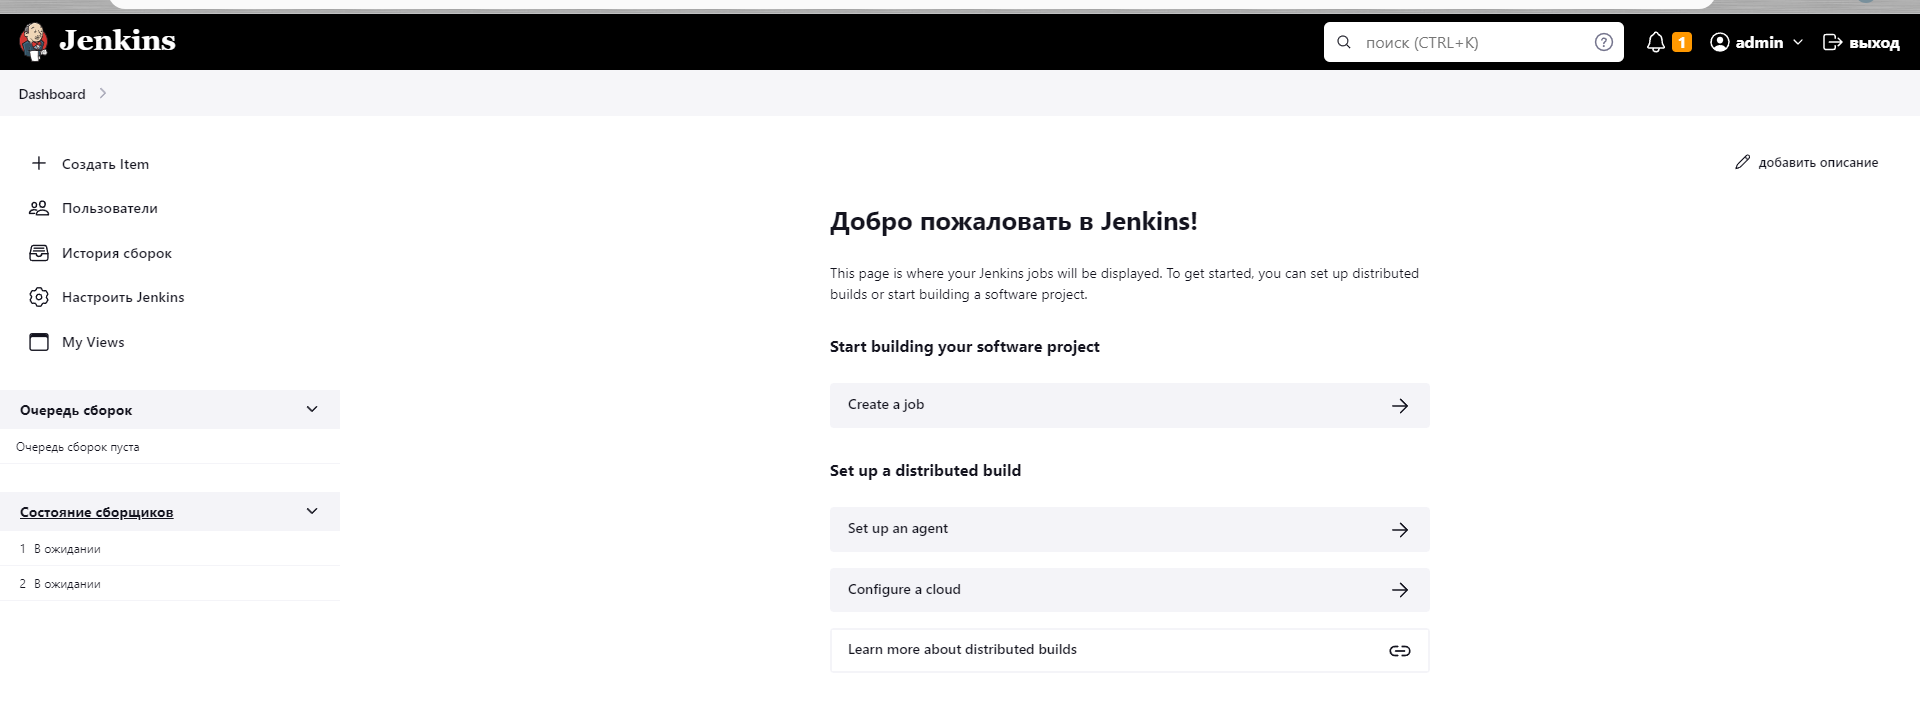 Jenkins
поиск (CTRL+K)
1
admin
выход
Dashboard
Создать Item
Пользователи
История сборок
Настроить Jenkins
My Views
Очередь сборок
Очередь сборок пуста
Состояние сборщиков
1 В ожидании
2 В ожидании
добавить описание
Добро пожаловать в Jenkins!
This page is where your Jenkins jobs will be displayed. To get started, you can set up distributed
builds or start building a software project.
Start building your software project
Create a job
Set up a distributed build
Set up an agent
Configure a cloud
Learn more about distributed builds